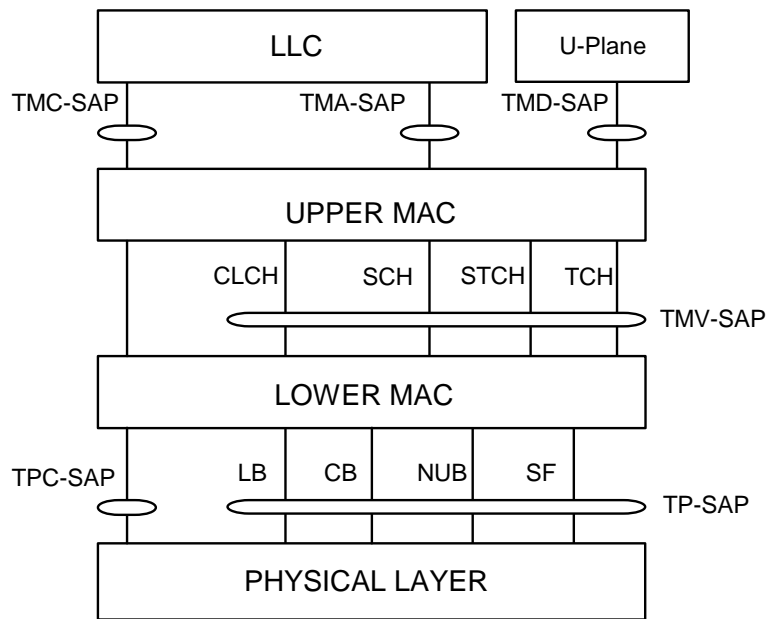 LLC U-Plane
TMC-SAP TMA-SAP TMD-SAP
UPPER MAC
CLCH SCH STCH TCH
TMV-SAP
LOWER MAC
TPC-SAP LB CB NUB SF
TP-SAP
PHYSICAL LAYER